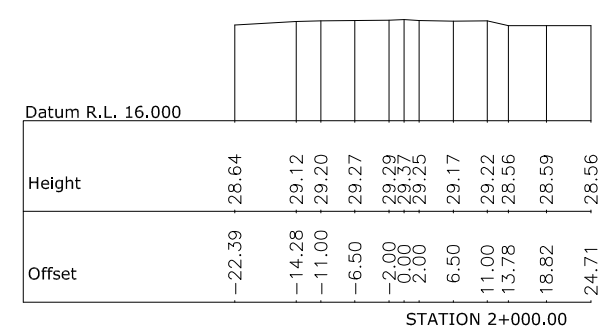 Datum R.L. 16.000
Height 28.64 29.12 29.20 29.27 29.29 29.37 29.25 29.17 29.22 28.56 28.59 28.56
Offset −22.39 −14.28 −11.00 −6.50 −2.00 0.00 2.00 6.50 11.00 13.78 18.82 24.71
STATION 2+000.00